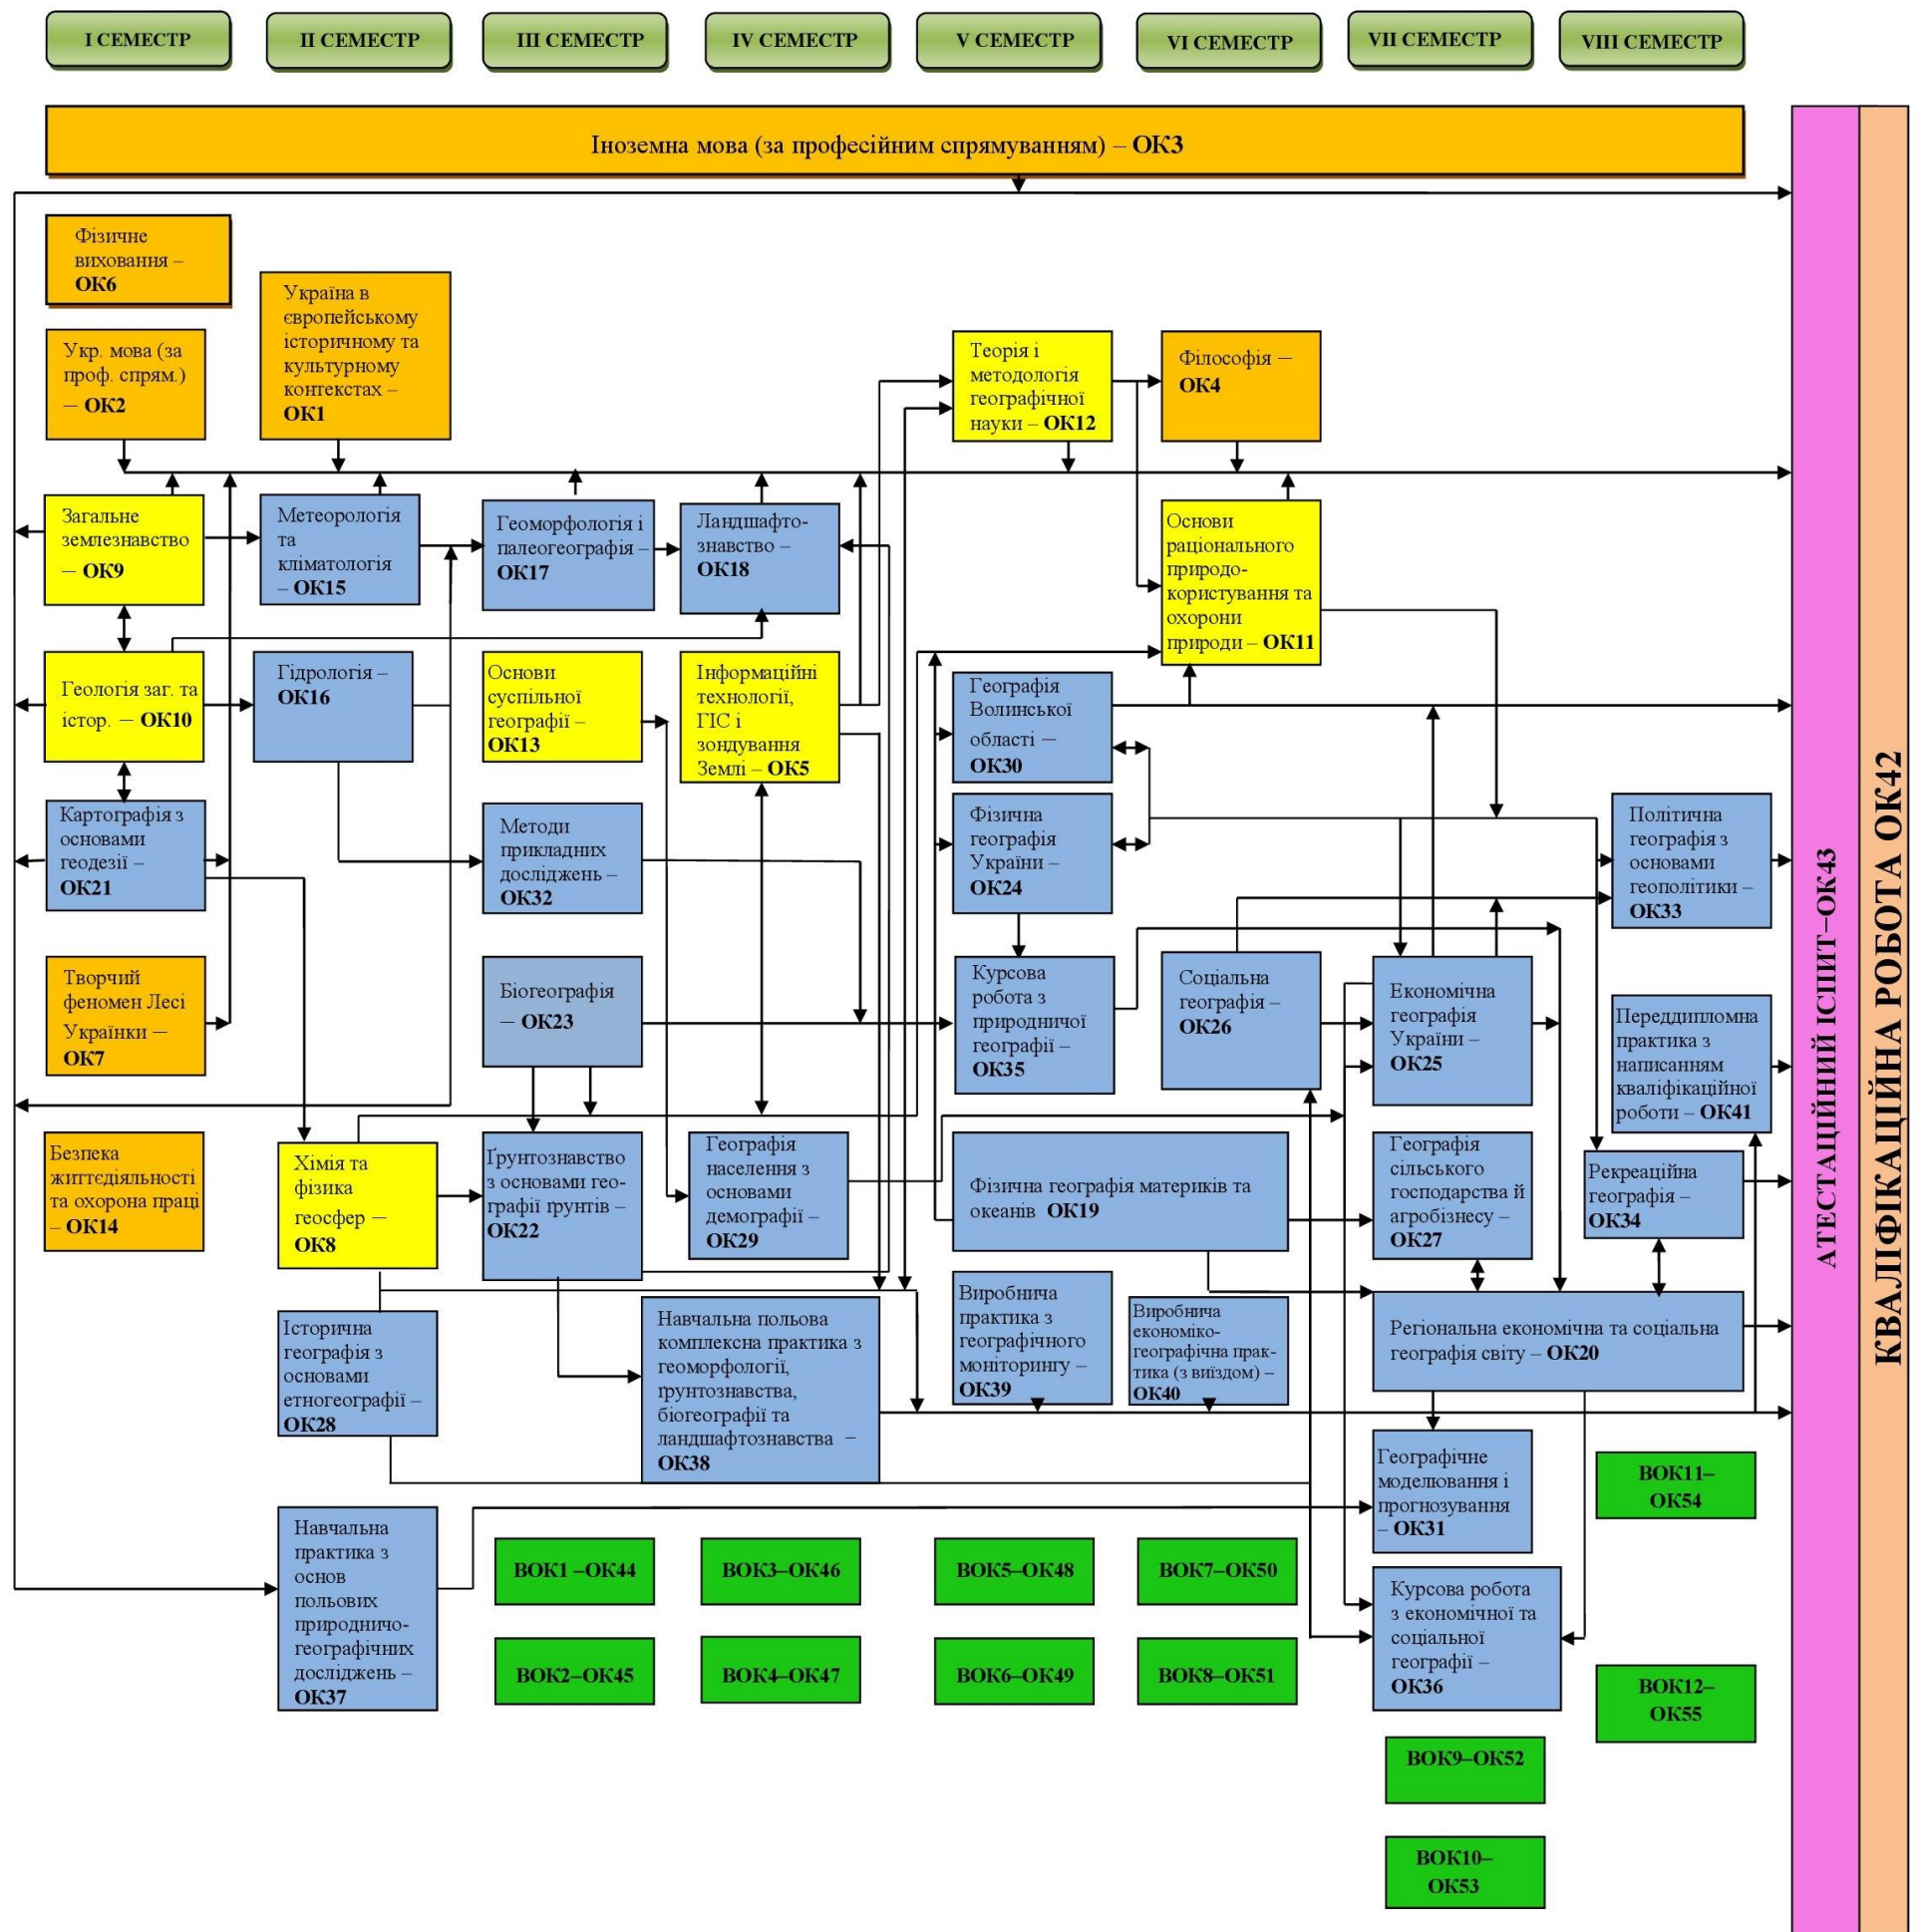 І СЕМЕСТР
ІІ СЕМЕСТР
ІІІ СЕМЕСТР
IV СЕМЕСТР
V СЕМЕСТР
VI СЕМЕСТР
VII СЕМЕСТР
VIII СЕМЕСТР
Іноземна мова (за професійним спрямуванням) – ОК3
Фізичне
виховання –
ОК6
Укр. мова (за
проф. спрям.)
– ОК2
Україна в
європейському
історичному та
культурному
контекстах –
ОК1
Теорія і
методологія
географічної
науки – ОК12
Філософія –
ОК4
Загальне
землезнавство
– ОК9
Метеорологія
та
кліматологія
– ОК15
Геоморфологія і
палеогеографія –
ОК17
Ландшафто-
знавство –
ОК18
Основи
раціонального
природо-
користування та
охорони
природи – ОК11
Геологія заг. та
істор. – ОК10
Гідрологія –
ОК16
Основи
суспільної
географії –
ОК13
Інформаційні
технології,
ГІС і
зондування
Землі – ОК5
Географія
Волинської
області –
ОК30
Картографія з
основами
геодезії –
ОК21
Методи
прикладних
досліджень –
ОК32
Фізична
географія
України –
ОК24
Політична
географія з
основами
геополітики –
ОК33
Творчий
феномен Лесі
Українки –
ОК7
Біогеографія
– ОК23
Курсова
робота з
природничої
географії –
ОК35
Соціальна
географія –
ОК26
Економічна
географія
України –
ОК25
Переддипломна
практика з
написанням
кваліфікаційної
роботи – ОК41
Безпека
життєдіяльності
та охорона праці
– ОК14
Хімія та
фізика
геосфер –
ОК8
Ґрунтознавство
з основами гео-
графії ґрунтів –
ОК22
Географія
населення з
основами
демографії –
ОК29
Фізична географія материків та
океанів ОК19
Географія
сільського
господарства й
агробізнесу –
ОК27
Рекреаційна
географія –
ОК34
Історична
географія з
основами
етногеографії –
ОК28
Навчальна польова
комплексна практика з
геоморфології,
ґрунтознавства,
біогеографії та
ландшафтознавства –
ОК38
Виробнича
практика з
географічного
моніторингу –
ОК39
Виробнича
економіко-
географічна прак-
тика (з виїздом) –
ОК40
Регіональна економічна та соціальна
географія світу – ОК20
Географічне
моделювання і
прогнозування
– ОК31
ВОК11–
ОК54
Навчальна
практика з
основ
польових
природничо-
географічних
досліджень –
ОК37
ВОК1 –ОК44
ВОК3–ОК46
ВОК5–ОК48
ВОК7–ОК50
Курсова робота
з економічної та
соціальної
географії –
ОК36
ВОК2–ОК45
ВОК4–ОК47
ВОК6–ОК49
ВОК8–ОК51
ВОК12–
ОК55
ВОК9–ОК52
ВОК10–
ОК53
АТЕСТАЦІЙНИЙ ІСПИТ–ОК43
КВАЛІФІКАЦІЙНА РОБОТА ОК42